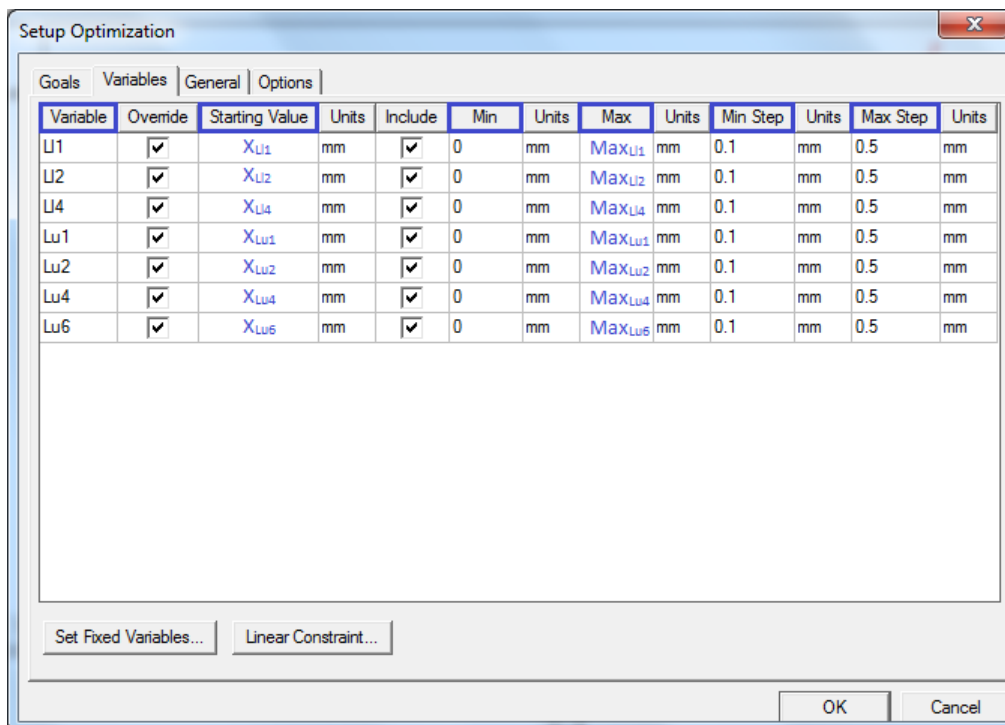 Setup Optimization
X
Goals Variables General Options
Variable Override Starting Value Units Include Min Units Max Units Min Step Units Max Step Units
Ll1 XLl1 mm 0 mm MaxLl1 mm 0.1 mm 0.5 mm
Ll2 XLl2 mm 0 mm MaxLl2 mm 0.1 mm 0.5 mm
Ll4 XLl4 mm 0 mm MaxLl4 mm 0.1 mm 0.5 mm
Lu1 XLu1 mm 0 mm MaxLu1 mm 0.1 mm 0.5 mm
Lu2 XLu2 mm 0 mm MaxLu2 mm 0.1 mm 0.5 mm
Lu4 XLu4 mm 0 mm MaxLu4 mm 0.1 mm 0.5 mm
Lu6 XLu6 mm 0 mm MaxLu6 mm 0.1 mm 0.5 mm
Set Fixed Variables... Linear Constraint...
OK Cancel